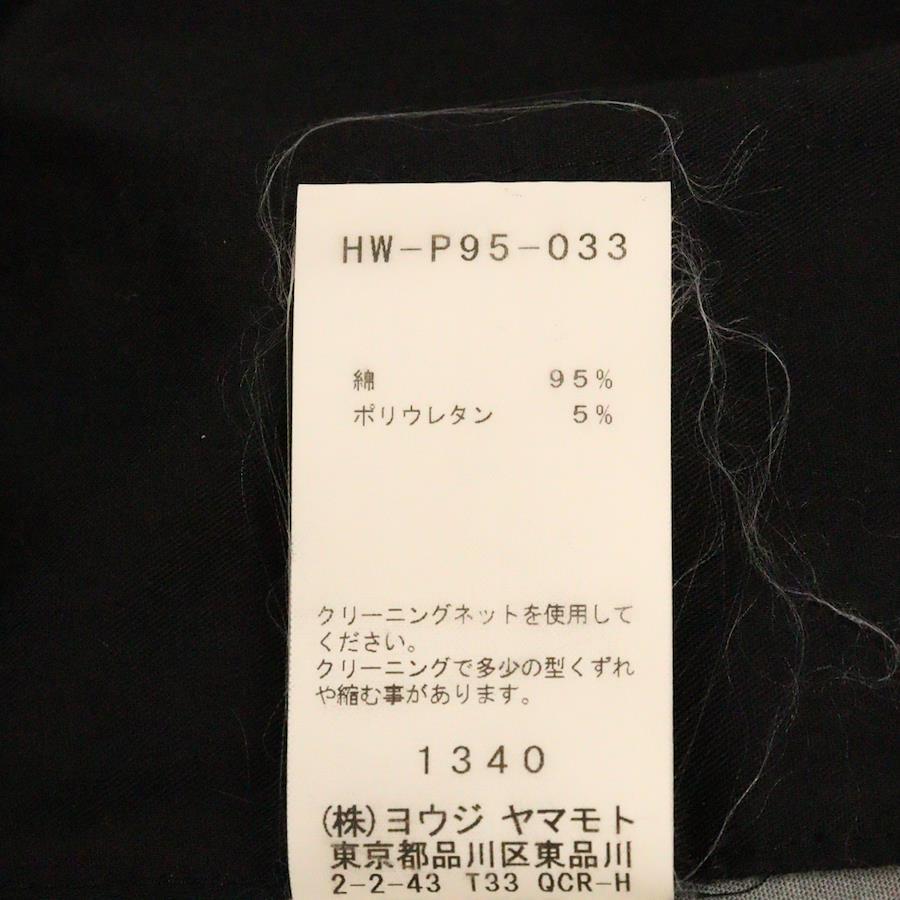 HW-P95-033
綿 95%
ポリウレタン 5%
クリーニングネットを使用して
ください。
クリーニングで多少の型くずれ
や縮む事があります。
1340
(株)ヨウジ ヤマモト
東京都品川区東品川
2-2-43 T33 QCR-H